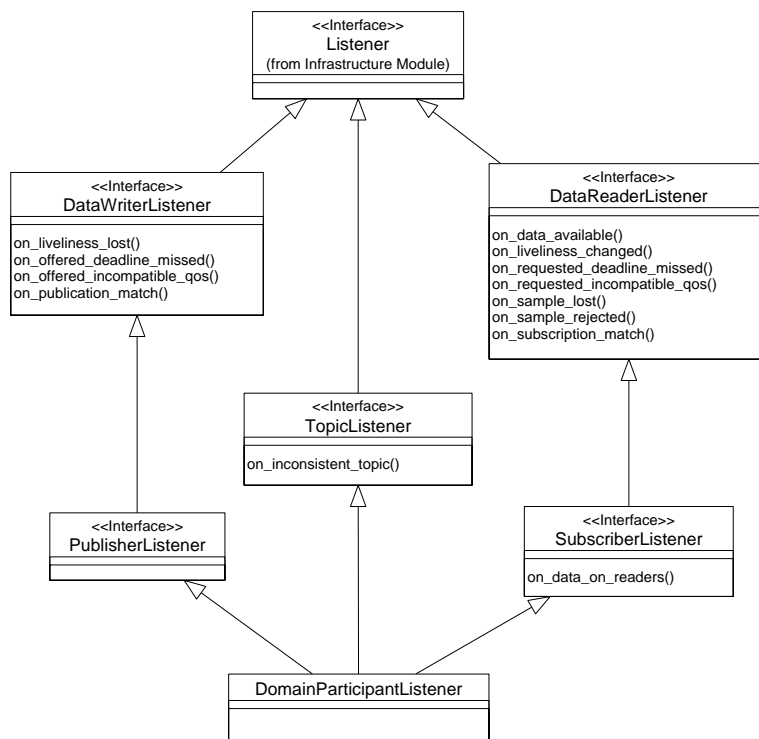 <<Interface>>
Listener
(from Infrastructure Module)
<<Interface>>
DataWriterListener
on_liveliness_lost()
on_offered_deadline_missed()
on_offered_incompatible_qos()
on_publication_match()
<<Interface>>
DataReaderListener
on_data_available()
on_liveliness_changed()
on_requested_deadline_missed()
on_requested_incompatible_qos()
on_sample_lost()
on_sample_rejected()
on_subscription_match()
<<Interface>>
TopicListener
on_inconsistent_topic()
<<Interface>>
PublisherListener
<<Interface>>
SubscriberListener
on_data_on_readers()
DomainParticipantListener